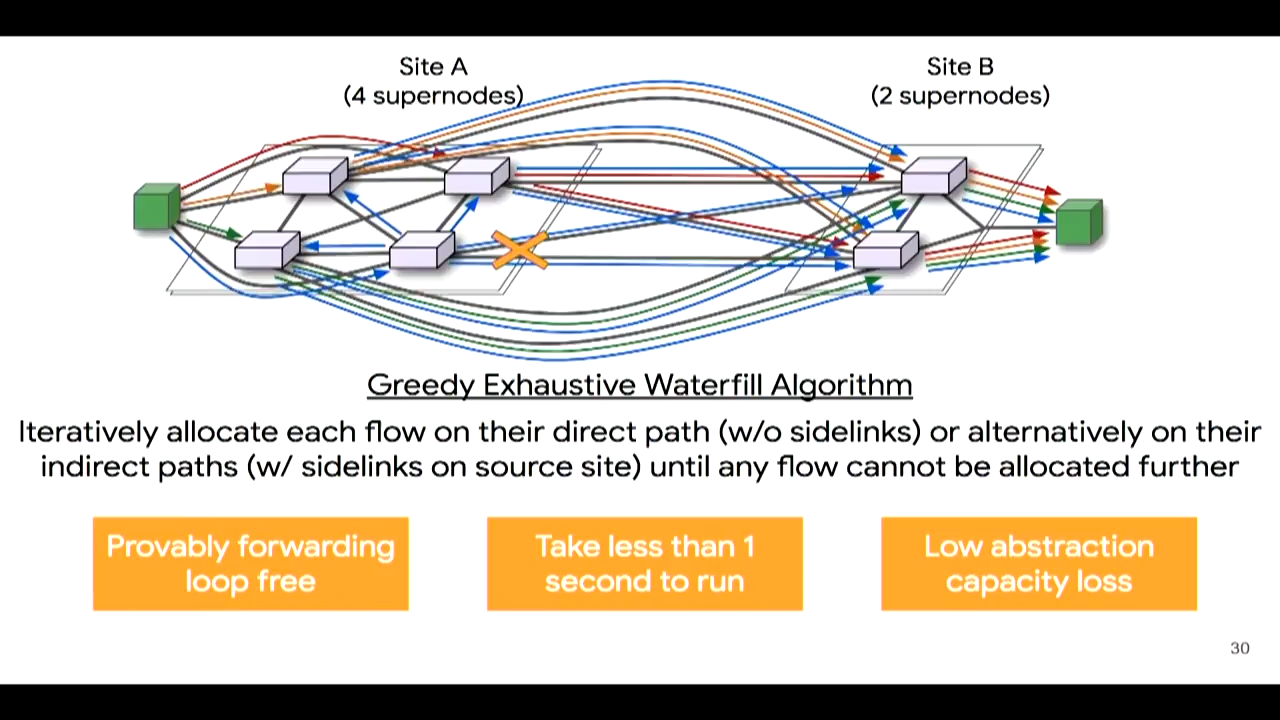 Site A
(4 supernodes)
Site B
(2 supernodes)
Greedy Exhaustive Waterfill Algorithm
Iteratively allocate each flow on their direct path (w/o sidelinks) or alternatively on their
indirect paths (w/ sidelinks on source site) until any flow cannot be allocated further
Provably forwarding
loop free
Take less than 1
second to run
Low abstraction
capacity loss
30